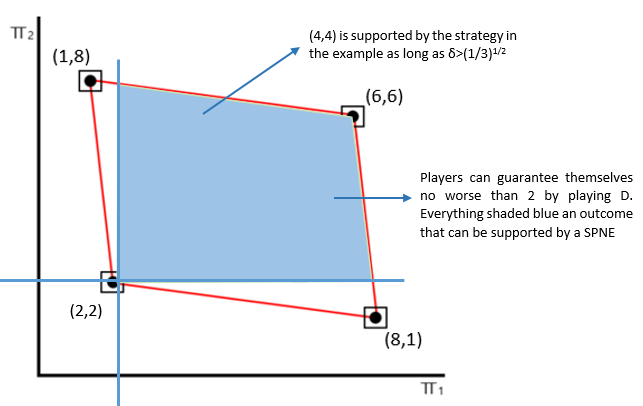 π₂
(1,8)
(4,4) is supported by the strategy in
the example as long as δ>(1/3)¹/²
(6,6)
Players can guarantee themselves
no worse than 2 by playing D.
Everything shaded blue an outcome
that can be supported by a SPNE
(2,2)
(8,1)
π₁